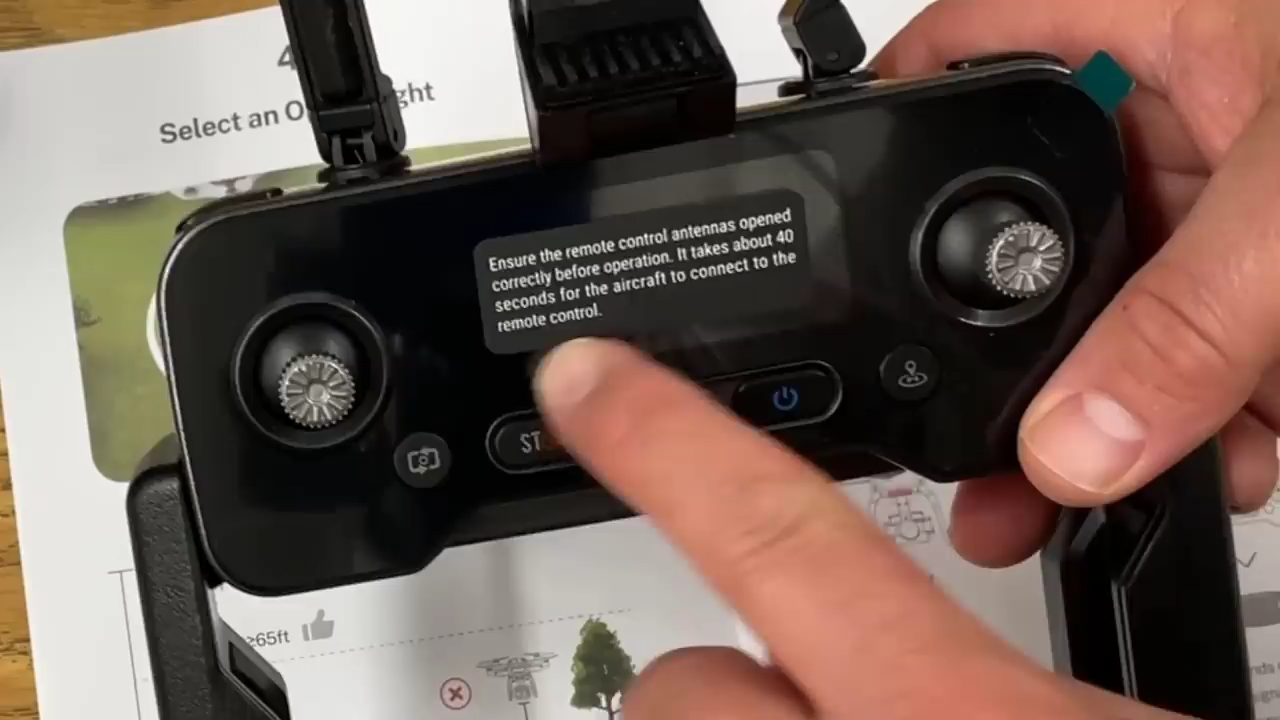 4
Select an O ght
Ensure the remote control antennas opened
correctly before operation. It takes about 40
seconds for the aircraft to connect to the
remote control.
ST
≥65ft